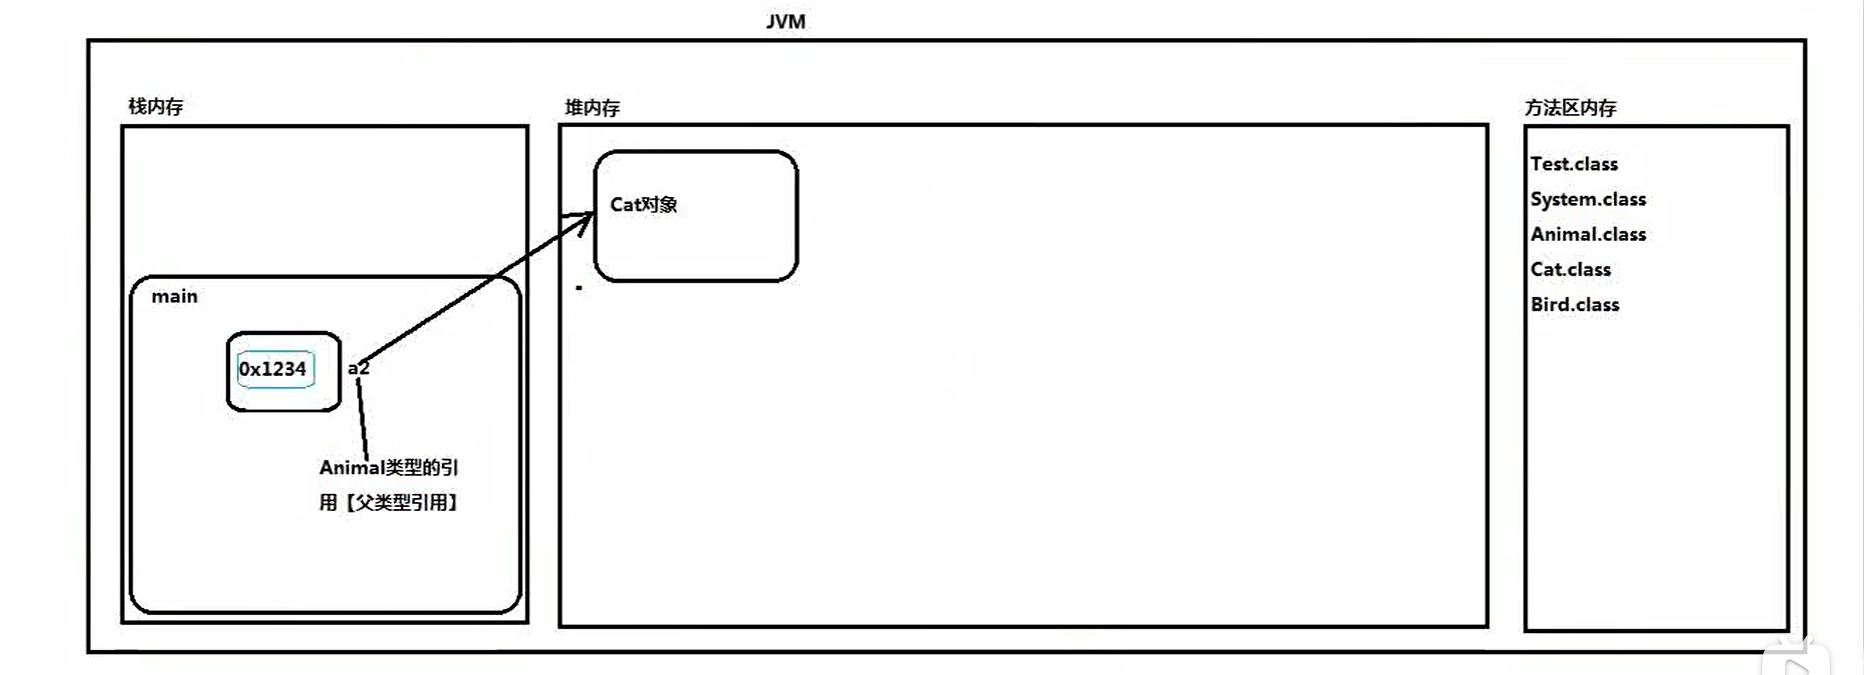 JVM
栈内存
堆内存
方法区内存
Cat对象
Test.class
System.class
Animal.class
Cat.class
Bird.class
main
0x1234
a2
Animal类型的引
用【父类型引用】